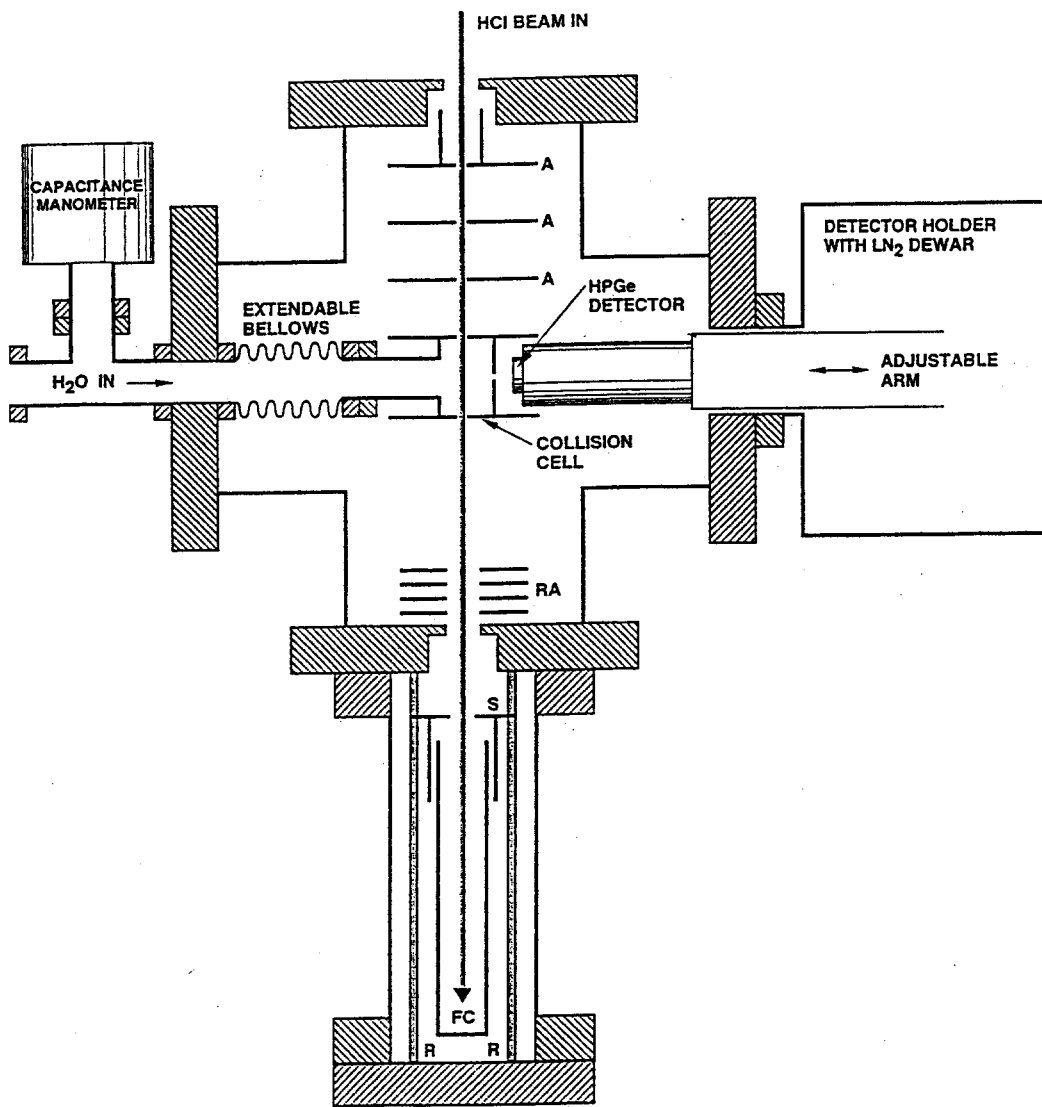 HCI BEAM IN
A
CAPACITANCE
MANOMETER
A
DETECTOR HOLDER
WITH LN2 DEWAR
A
HPGe
DETECTOR
EXTENDABLE
BELLOWS
H2O IN
ADJUSTABLE
ARM
COLLISION
CELL
RA
S
FC
R R